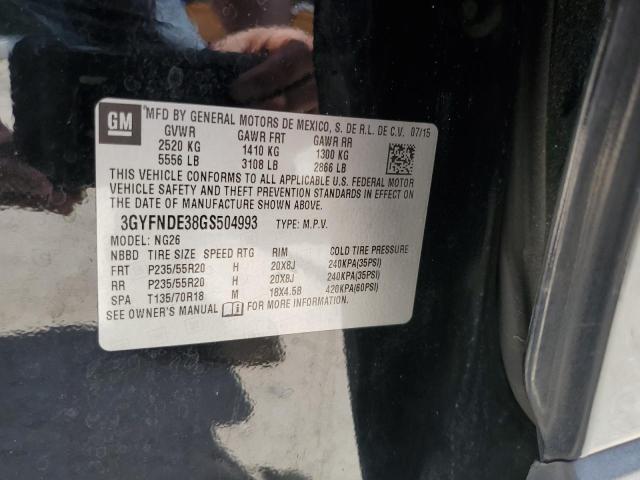 GM
MFD BY GENERAL MOTORS DE MEXICO, S. DE R.L. DE C.V. 07/15
GVWR GAWR FRT GAWR RR
2520 KG 1410 KG 1300 KG
5556 LB 3108 LB 2866 LB
THIS VEHICLE CONFORMS TO ALL APPLICABLE U.S. FEDERAL MOTOR
VEHICLE SAFETY AND THEFT PREVENTION STANDARDS IN EFFECT ON
THE DATE OF MANUFACTURE SHOWN ABOVE.
3GYFNDE38GS504993 TYPE: M.P.V.
MODEL: NG26
NBBD TIRE SIZE SPEED RTG RIM COLD TIRE PRESSURE
FRT P235/55R20 H 20X8J 240KPA(35PSI)
RR P235/55R20 H 20X8J 240KPA(35PSI)
SPA T135/70R18 M 18X4.5B 420KPA(60PSI)
SEE OWNER'S MANUAL FOR MORE INFORMATION